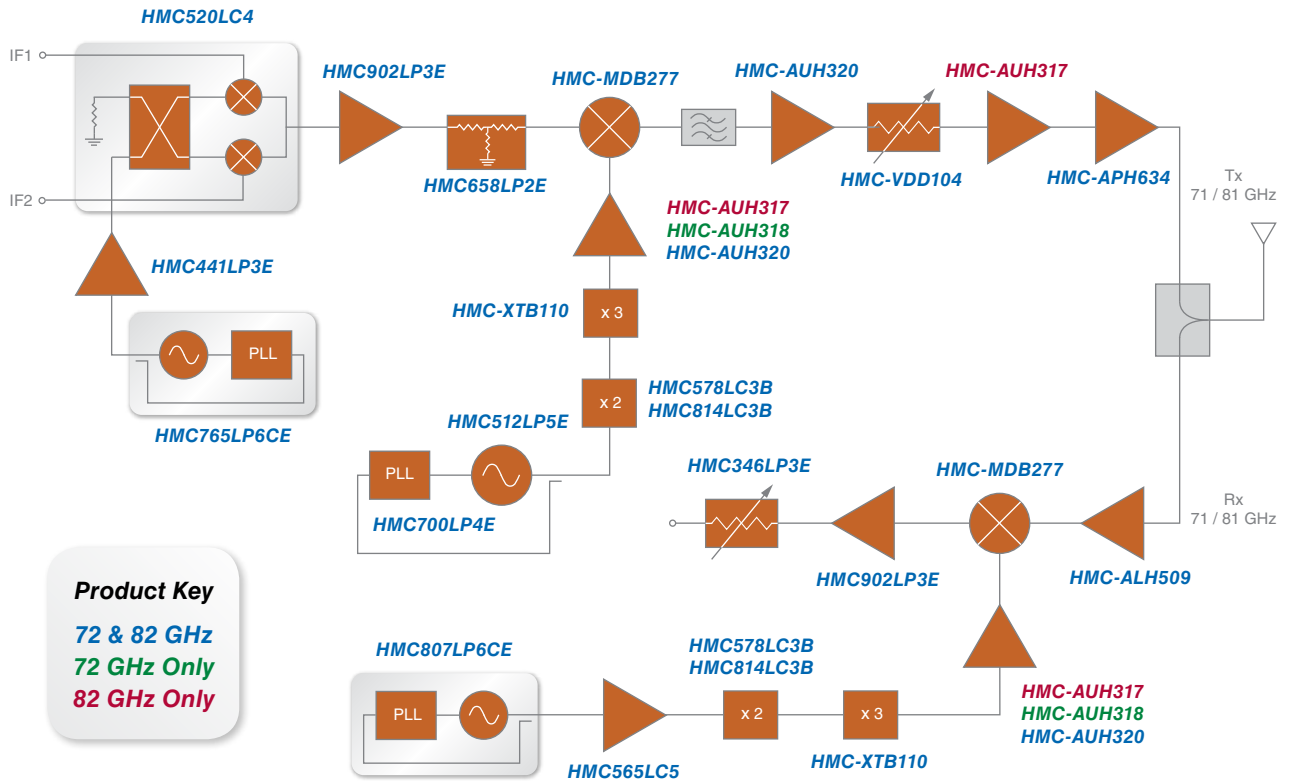 HMC520LC4
IF1
IF2
HMC902LP3E
HMC658LP2E
HMC-MDB277
HMC-AUH320
HMC-VDD104
HMC-AUH317
HMC-APH634
Tx
71 / 81 GHz
HMC441LP3E
PLL
HMC765LP6CE
HMC-AUH317
HMC-AUH318
HMC-AUH320
HMC-XTB110
x 3
x 2
HMC578LC3B
HMC814LC3B
HMC512LP5E
PLL
HMC700LP4E
HMC346LP3E
HMC-MDB277
Rx
71 / 81 GHz
HMC902LP3E
HMC-ALH509
Product Key
72 & 82 GHz
72 GHz Only
82 GHz Only
HMC807LP6CE
PLL
HMC565LC5
HMC578LC3B
HMC814LC3B
x 2
x 3
HMC-XTB110
HMC-AUH317
HMC-AUH318
HMC-AUH320